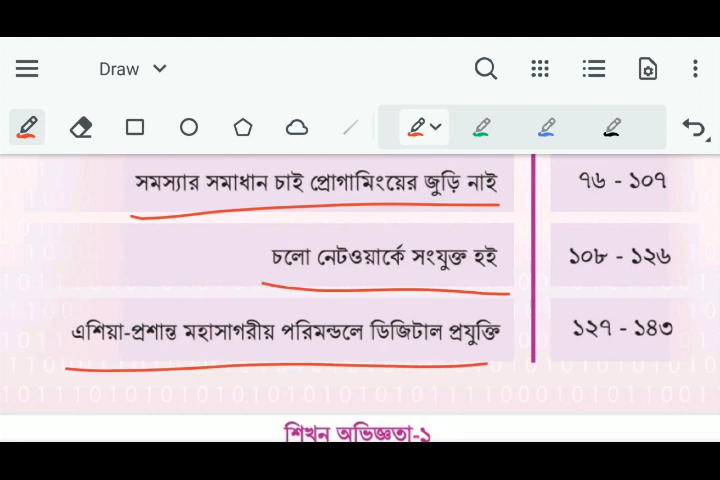 Draw
সমস্যার সমাধান চাই প্রোগামিংয়ের জুড়ি নাই ৭৬ - ১০৭
চলো নেটওয়ার্কে সংযুক্ত হই ১০৮ - ১২৬
এশিয়া-প্রশান্ত মহাসাগরীয় পরিমন্ডলে ডিজিটাল প্রযুক্তি ১২৭ - ১৪৩
শিখন অভিজ্ঞতা-১